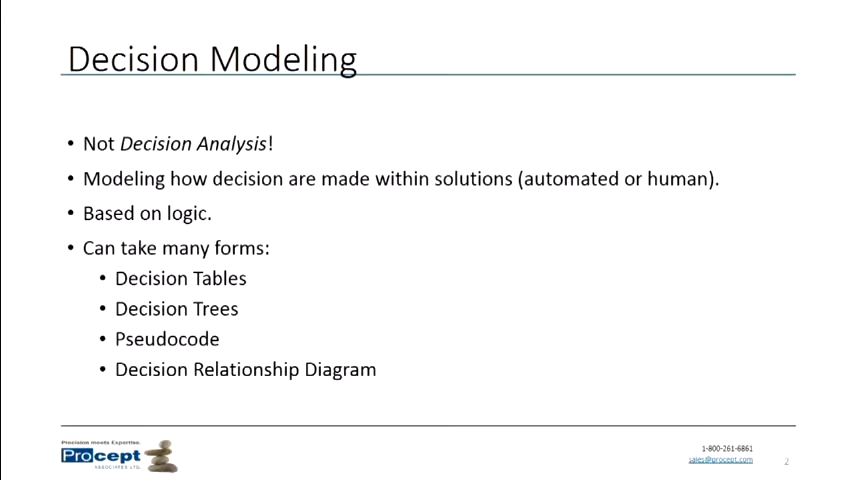 Decision Modeling
• Not Decision Analysis!
• Modeling how decision are made within solutions (automated or human).
• Based on logic.
• Can take many forms:
• Decision Tables
• Decision Trees
• Pseudocode
• Decision Relationship Diagram
Precision meets Expertise.
Procept
ASSOCIATES LTD.
1-800-261-6861
sales@procept.com
2